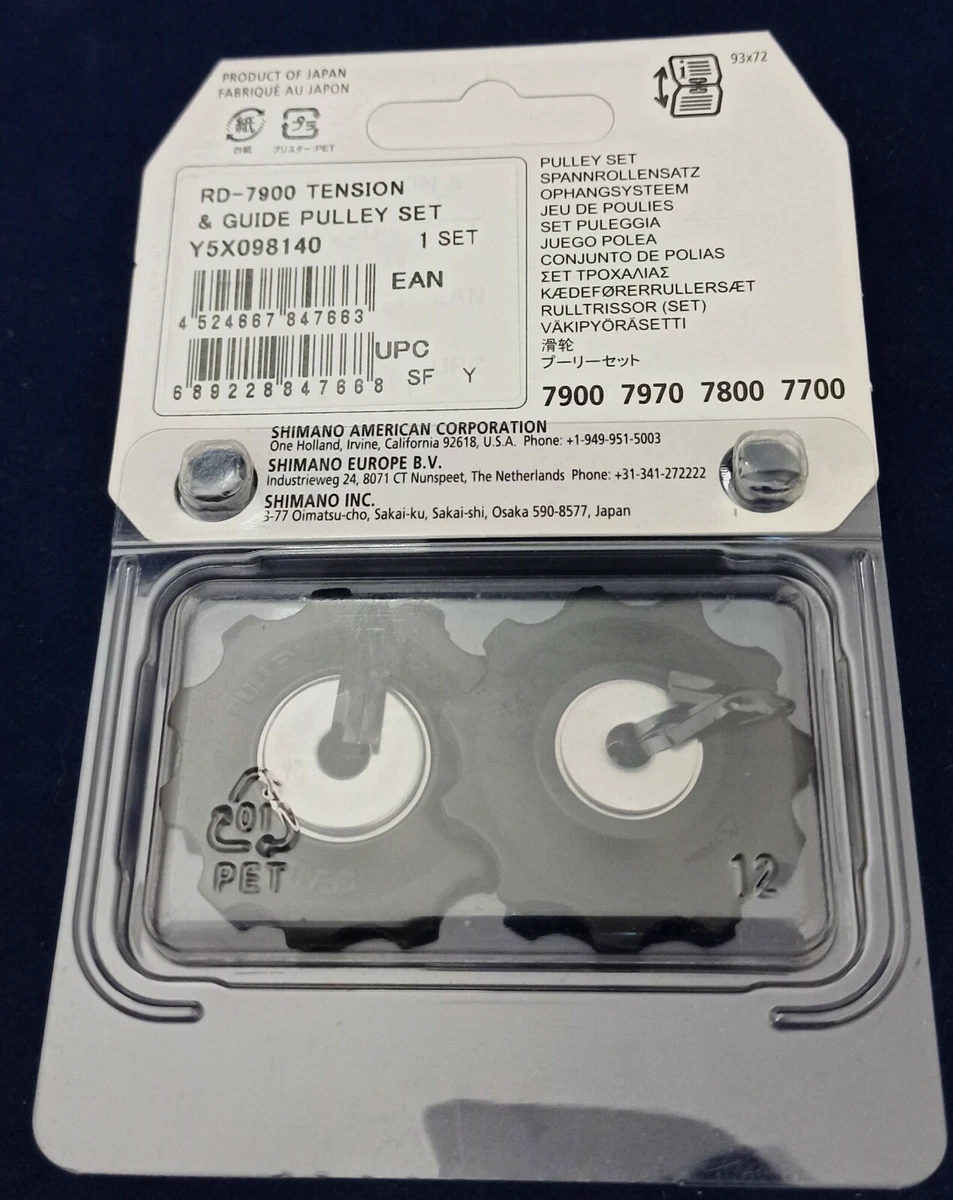 PRODUCT OF JAPAN
FABRIQUÉ AU JAPON
紙
プラ
台紙
ブリスター:PET
93x72
RD-7900 TENSION
& GUIDE PULLEY SET
Y5X098140 1 SET
EAN
4 524667 847663
UPC
6 89228 84766 8
SF Y
PULLEY SET
SPANNROLLENSATZ
OPHANGSYSTEEM
JEU DE POULIES
SET PULEGGIA
JUEGO POLEA
CONJUNTO DE POLIAS
ΣΕΤ ΤΡΟΧΑΛΙΑΣ
KÆDEFØRERRULLERSÆT
RULLTRISSOR (SET)
VÄKIPYÖRÄSETTI
滑轮
プーリーセット
7900 7970 7800 7700
SHIMANO AMERICAN CORPORATION
One Holland, Irvine, California 92618, U.S.A. Phone: +1-949-951-5003
SHIMANO EUROPE B.V.
Industrieweg 24, 8071 CT Nunspeet, The Netherlands Phone: +31-341-272222
SHIMANO INC.
3-77 Oimatsu-cho, Sakai-ku, Sakai-shi, Osaka 590-8577, Japan
01
PET
12